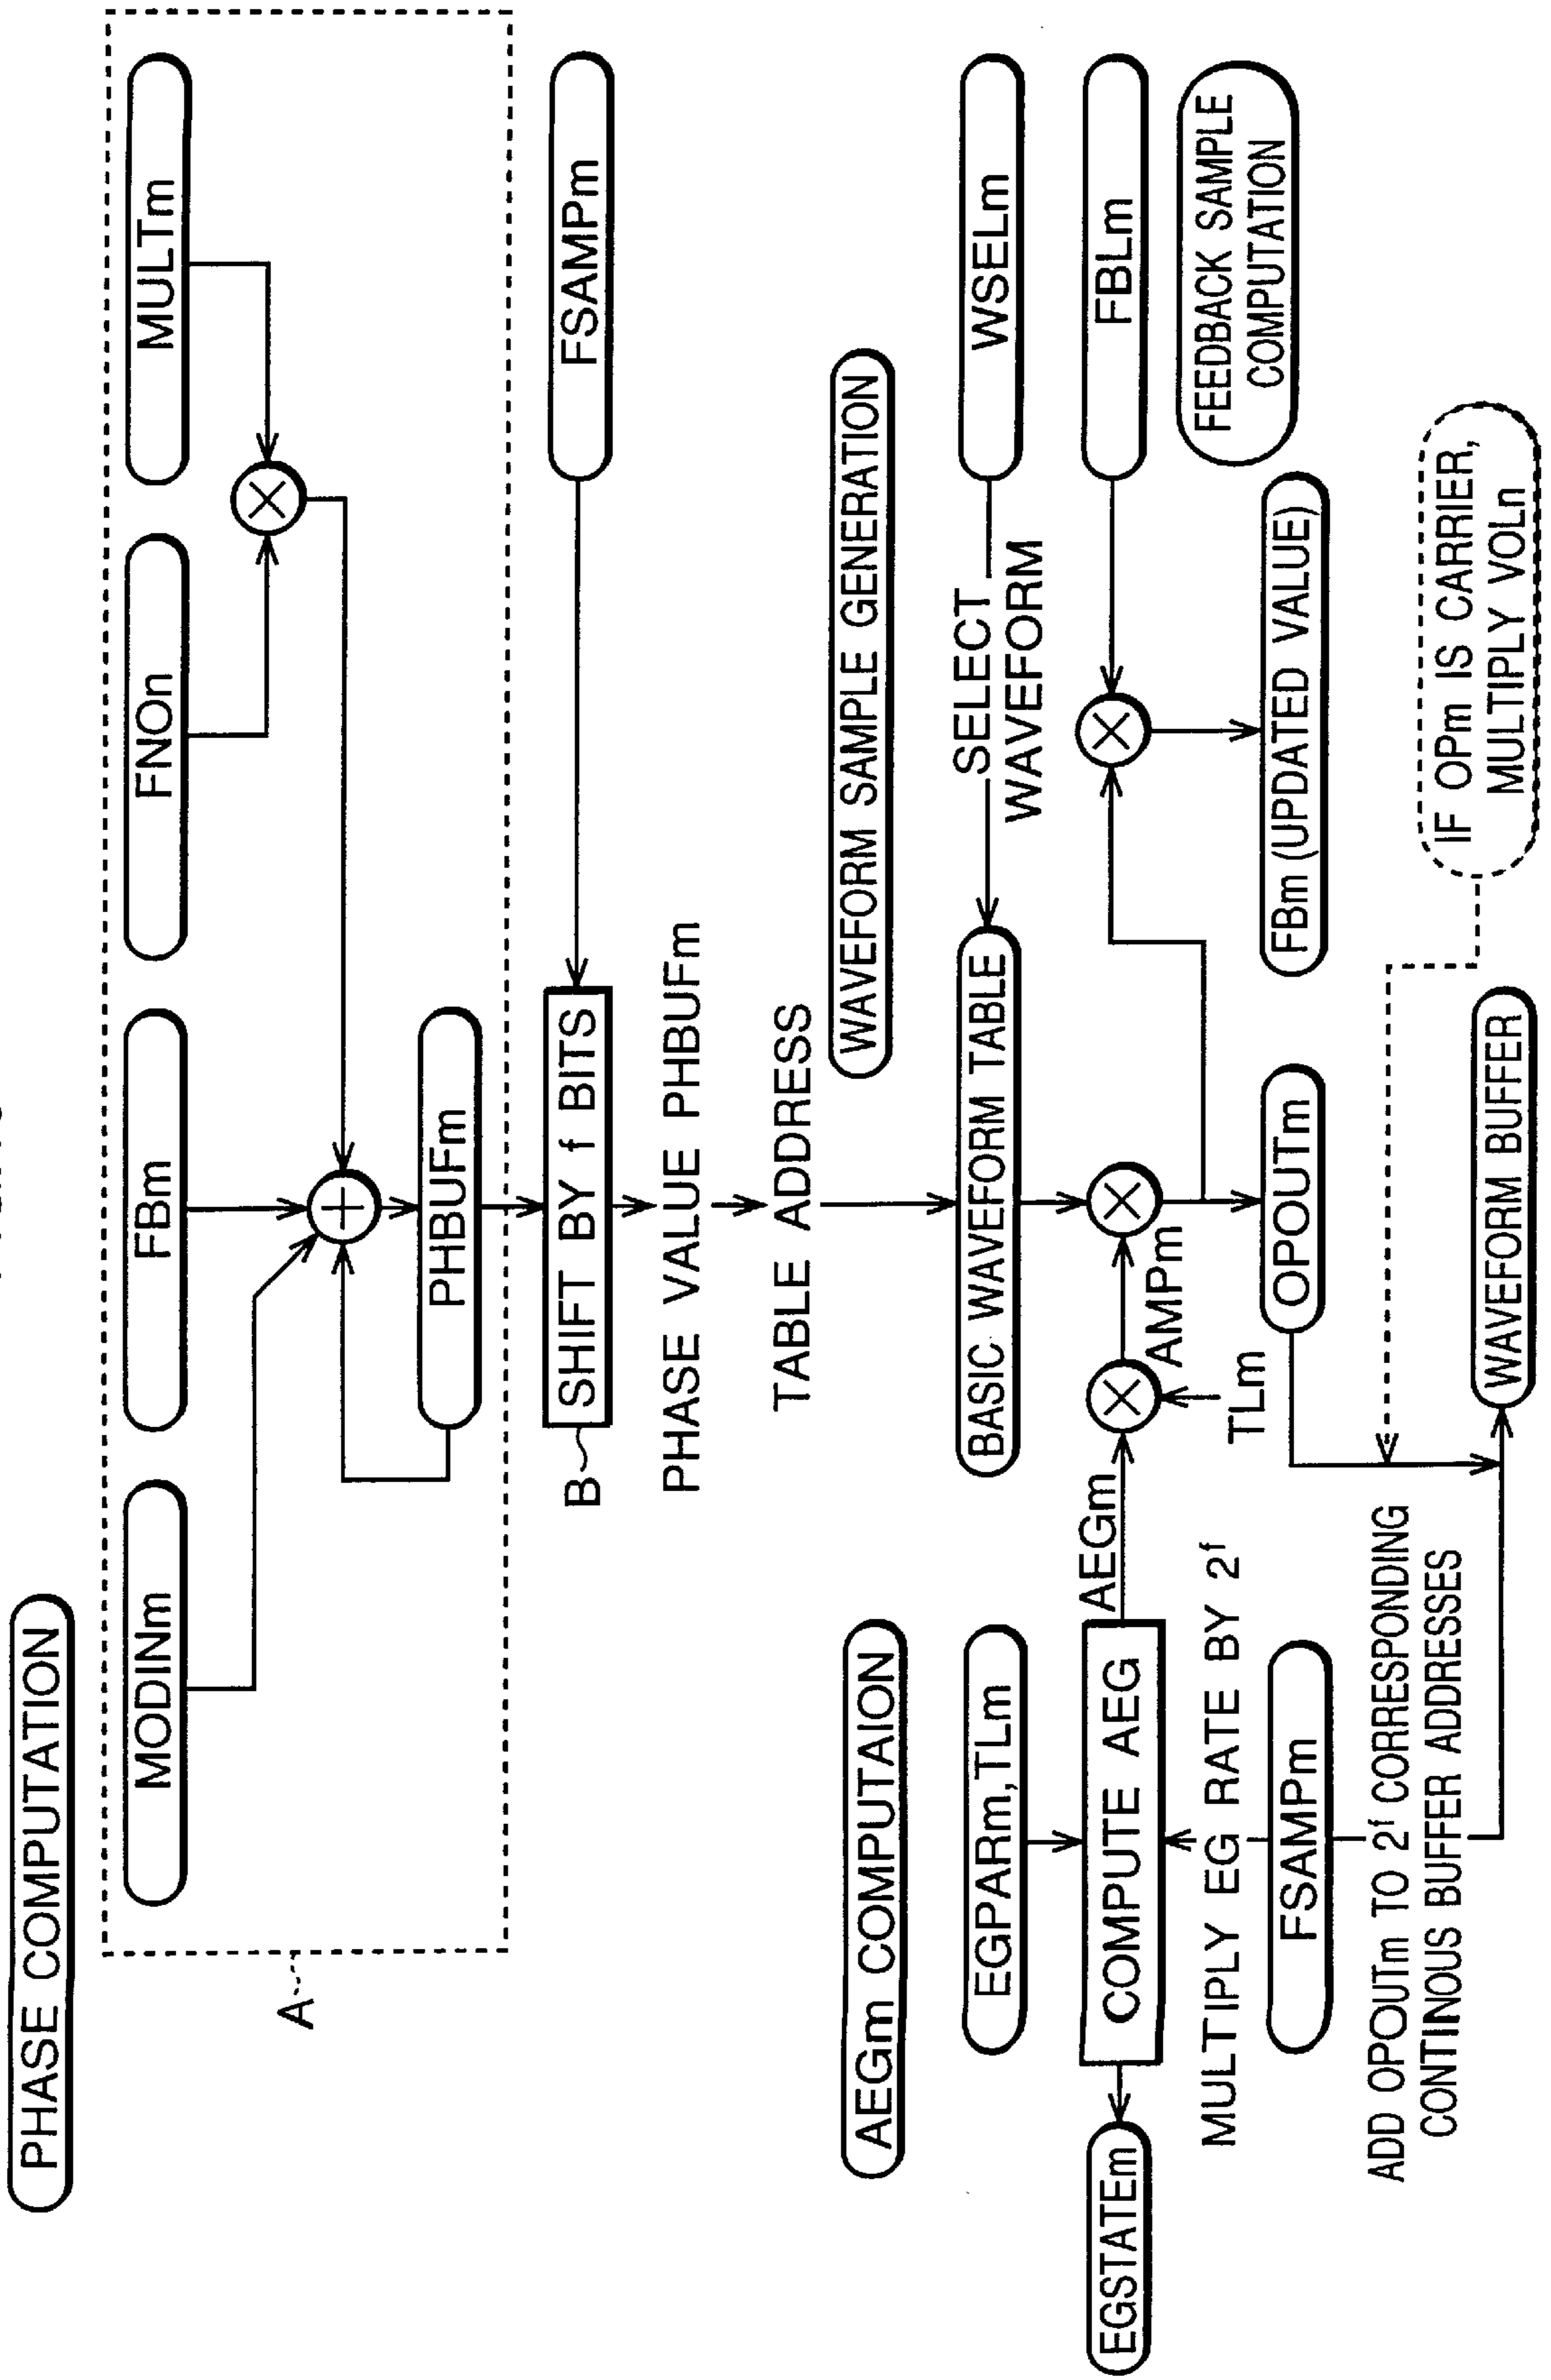 PHASE COMPUTATION
A
MODINm
FBm
FNOn
MULTm
PHBUFm
B
SHIFT BY f BITS
FSAMPm
PHASE VALUE PHBUFm
TABLE ADDRESS
WAVEFORM SAMPLE GENERATION
AEGm COMPUTAION
BASIC WAVEFORM TABLE
SELECT
WAVEFORM
WSELm
EGPARm,TLm
EGSTATEm
COMPUTE AEG
AEGm
AMPm
TLm
FBLm
FEEDBACK SAMPLE
COMPUTATION
MULTIPLY EG RATE BY 2f
FSAMPm
OPOUTm
FBm (UPDATED VALUE)
ADD OPOUTm TO 2f CORRESPONDING
CONTINOUS BUFFER ADDRESSES
WAVEFORM BUFFER
IF OPm IS CARRIER,
MULTIPLY VOLn